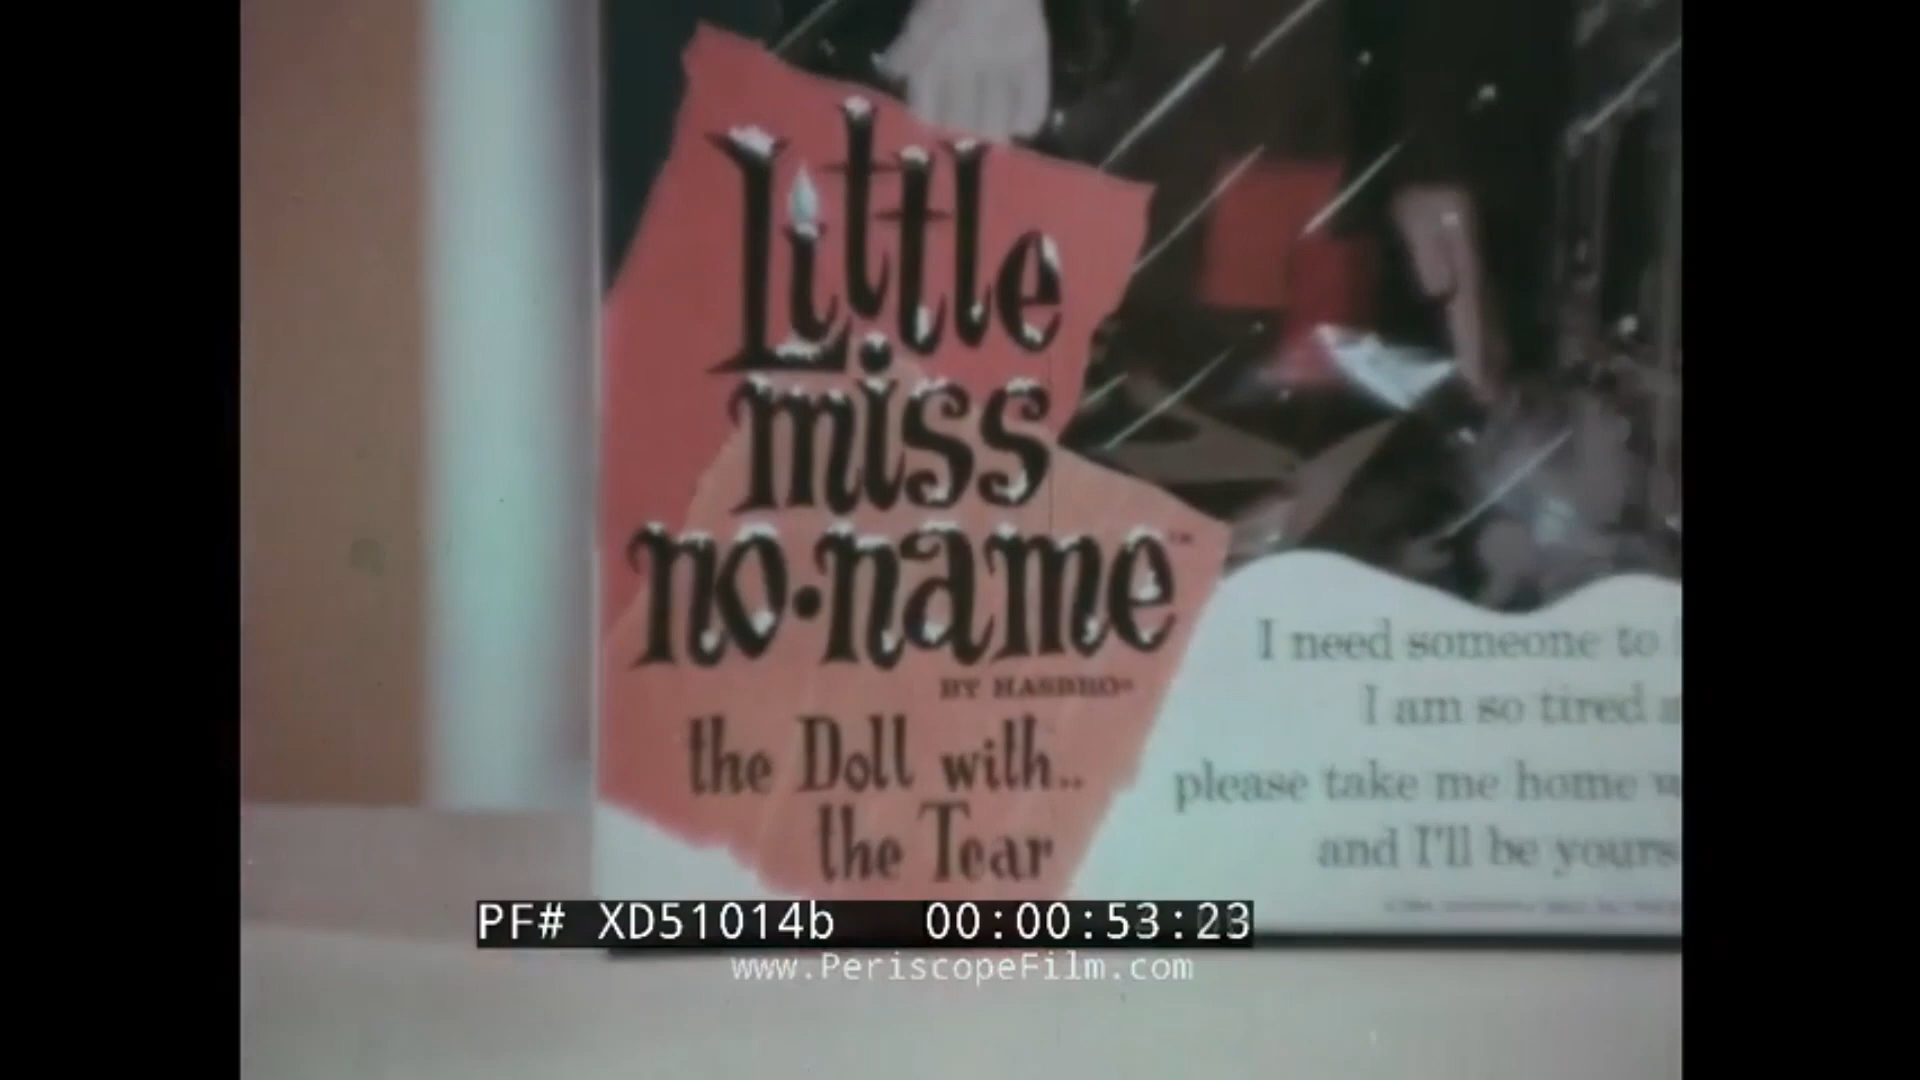 Little
miss
no·name™
BY HASBRO®
the Doll with..
the Tear
I need someone to
I am so tired
please take me home
and I'll be yours
PF# XD51014b 00:00:53:23
www.PeriscopeFilm.com